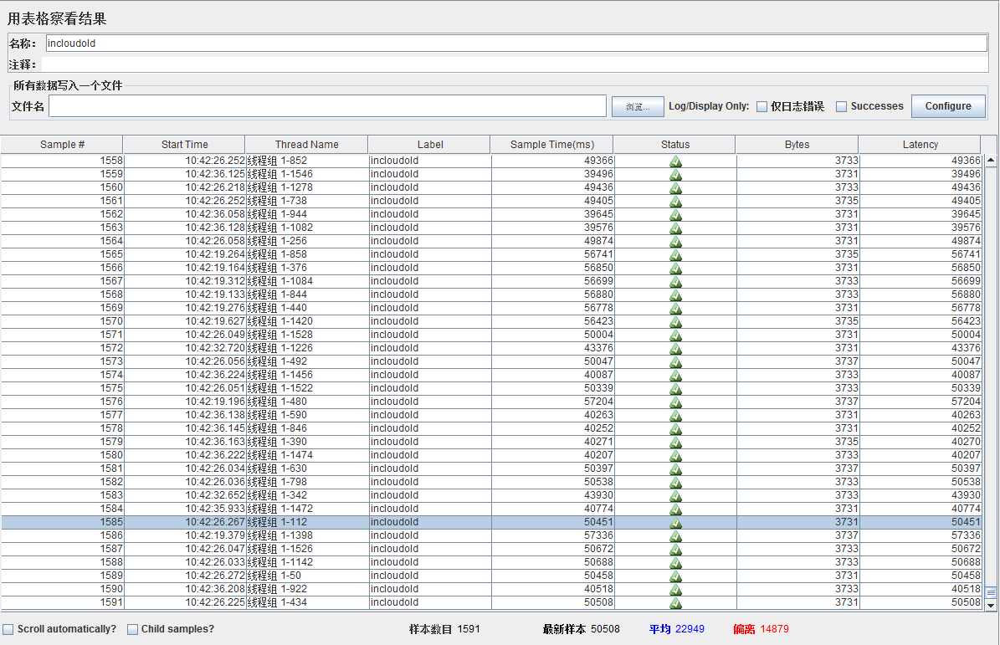 用表格察看结果
名称： incloudold
注释：
所有数据写入一个文件
文件名 浏览... Log/Display Only: 仅日志错误 Successes Configure
Sample # Start Time Thread Name Label Sample Time(ms) Status Bytes Latency
1558 10:42:26.252 线程组 1-852 incloudold 49366 3733 49366
1559 10:42:36.125 线程组 1-1546 incloudold 39496 3731 39496
1560 10:42:26.218 线程组 1-1278 incloudold 49436 3733 49436
1561 10:42:26.252 线程组 1-738 incloudold 49405 3735 49405
1562 10:42:36.058 线程组 1-944 incloudold 39645 3731 39645
1563 10:42:36.128 线程组 1-1082 incloudold 39576 3731 39576
1564 10:42:26.058 线程组 1-256 incloudold 49874 3731 49874
1565 10:42:19.264 线程组 1-858 incloudold 56741 3735 56741
1566 10:42:19.164 线程组 1-376 incloudold 56850 3731 56850
1567 10:42:19.312 线程组 1-1084 incloudold 56699 3733 56699
1568 10:42:19.133 线程组 1-844 incloudold 56880 3733 56880
1569 10:42:19.276 线程组 1-440 incloudold 56778 3731 56778
1570 10:42:19.627 线程组 1-1420 incloudold 56423 3735 56423
1571 10:42:26.049 线程组 1-1528 incloudold 50004 3733 50004
1572 10:42:32.720 线程组 1-1226 incloudold 43376 3731 43376
1573 10:42:26.056 线程组 1-492 incloudold 50047 3737 50047
1574 10:42:36.224 线程组 1-1456 incloudold 40087 3733 40087
1575 10:42:26.051 线程组 1-1522 incloudold 50339 3733 50339
1576 10:42:19.196 线程组 1-480 incloudold 57204 3737 57204
1577 10:42:36.138 线程组 1-590 incloudold 40263 3731 40263
1578 10:42:36.145 线程组 1-846 incloudold 40252 3731 40252
1579 10:42:36.163 线程组 1-390 incloudold 40271 3735 40270
1580 10:42:36.222 线程组 1-1474 incloudold 40207 3733 40207
1581 10:42:26.034 线程组 1-630 incloudold 50397 3737 50397
1582 10:42:26.036 线程组 1-798 incloudold 50538 3733 50538
1583 10:42:32.652 线程组 1-342 incloudold 43930 3733 43930
1584 10:42:35.933 线程组 1-1472 incloudold 40774 3731 40774
1585 10:42:26.267 线程组 1-112 incloudold 50451 3731 50451
1586 10:42:19.379 线程组 1-1398 incloudold 57336 3737 57336
1587 10:42:26.047 线程组 1-1526 incloudold 50672 3733 50672
1588 10:42:26.033 线程组 1-1142 incloudold 50688 3733 50688
1589 10:42:26.272 线程组 1-50 incloudold 50458 3731 50458
1590 10:42:36.208 线程组 1-922 incloudold 40518 3733 40518
1591 10:42:26.225 线程组 1-434 incloudold 50508 3731 50508
Scroll automatically? Child samples? 样本数目 1591 最新样本 50508 平均 22949 偏离 14879